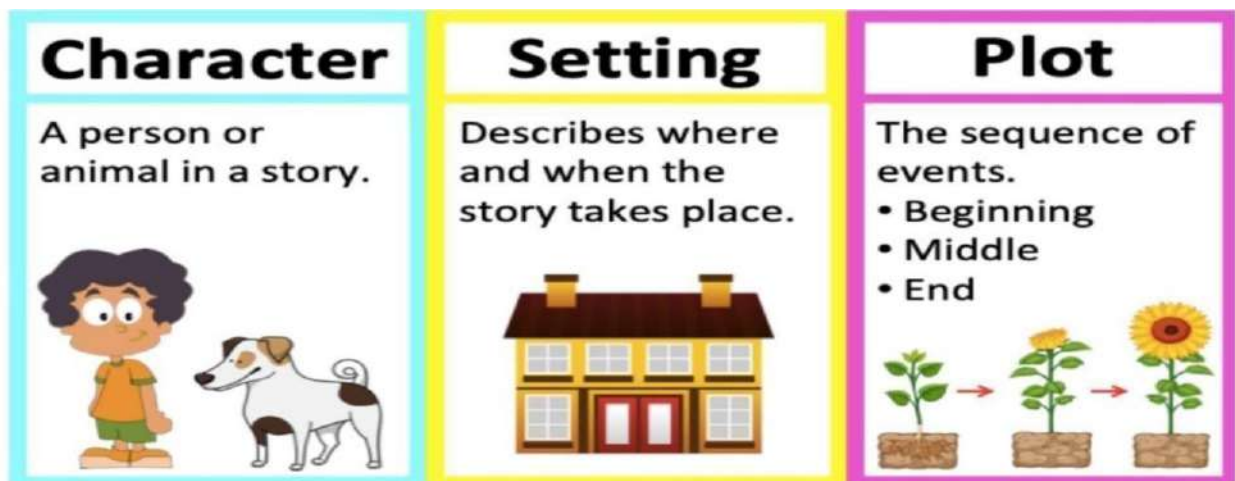 Character
A person or
animal in a story.
Setting
Describes where
and when the
story takes place.
Plot
The sequence of
events.
• Beginning
• Middle
• End